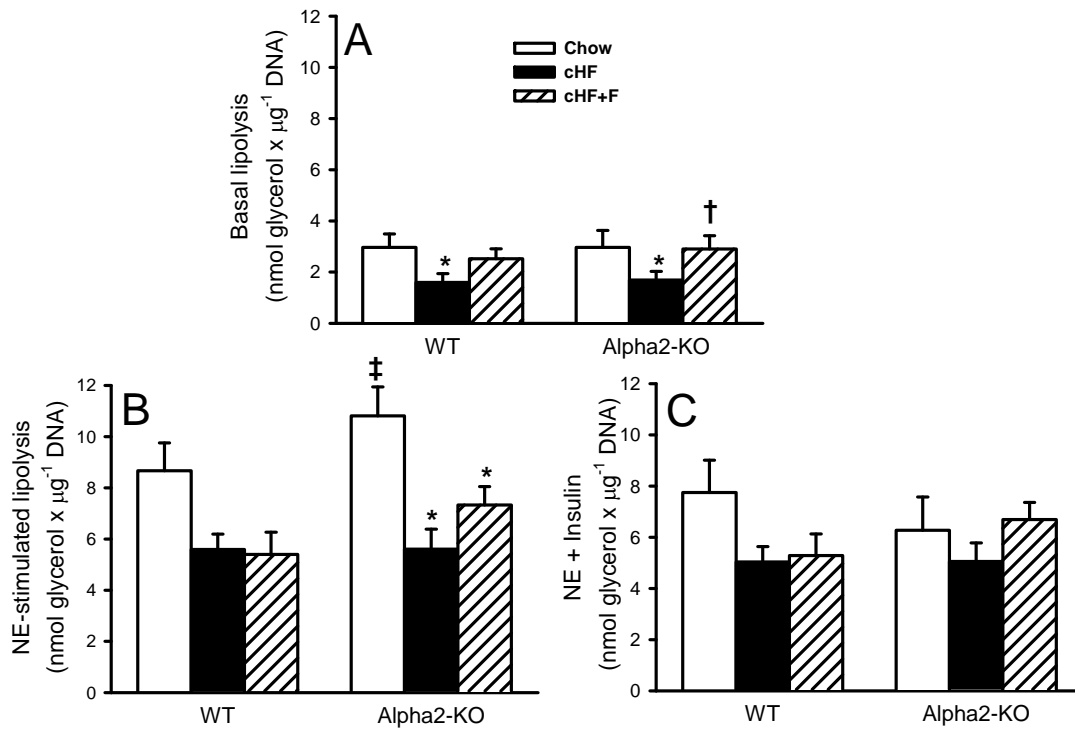 A
Chow
cHF
cHF+F
Basal lipolysis
(nmol glycerol x μg⁻¹ DNA)
12
10
8
6
4
2
0
*
*
†
WT Alpha2-KO
B
NE-stimulated lipolysis
(nmol glycerol x μg⁻¹ DNA)
12
10
8
6
4
2
0
‡
*
*
WT Alpha2-KO
C
NE + Insulin
(nmol glycerol x μg⁻¹ DNA)
12
10
8
6
4
2
0
WT Alpha2-KO